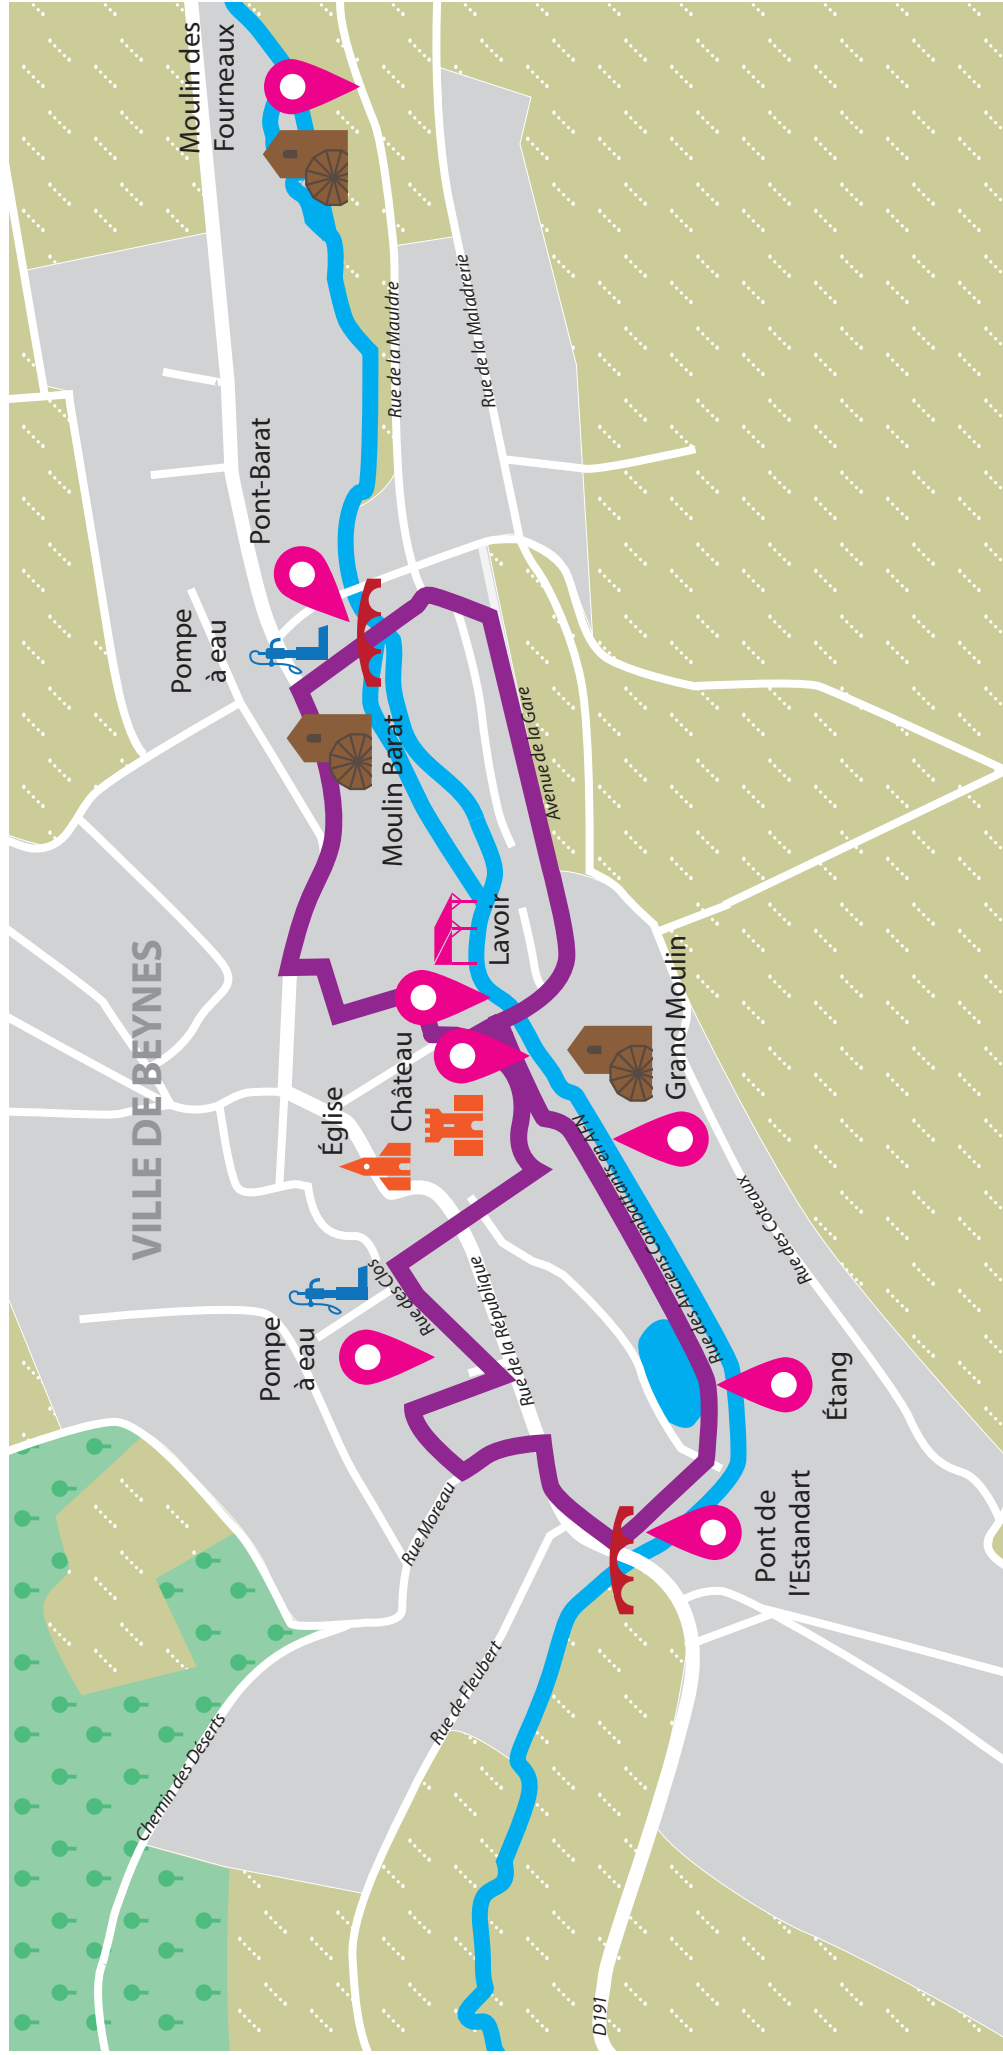 VILLE DE BEYNES
Chemin des Déserts
Pompe
à eau
Pompe
à eau
Moulin des
Fourneaux
Pont-Barat
Église
Rue des Clos
Rue Moreau
Château
Moulin Barat
Rue de la Mauldre
Rue de Fleubert
Rue de la République
Lavoir
Rue de la Maladrerie
Avenue de la Gare
D191
Rue des Anciens Combattants en AFN
Grand Moulin
Pont de
l'Estandart
Étang
Rue des Coteaux